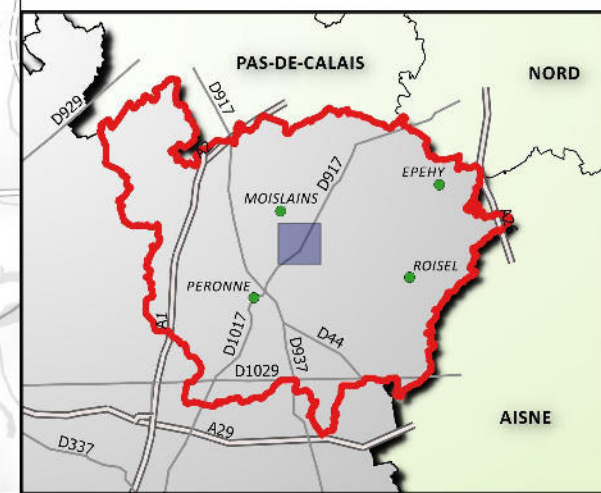 PAS-DE-CALAIS
NORD
D929
D917
A2
D917
EPEHY
MOISLAINS
A26
ROISEL
PERONNE
A1
D1017
D937
D44
D1029
AISNE
A29
D337